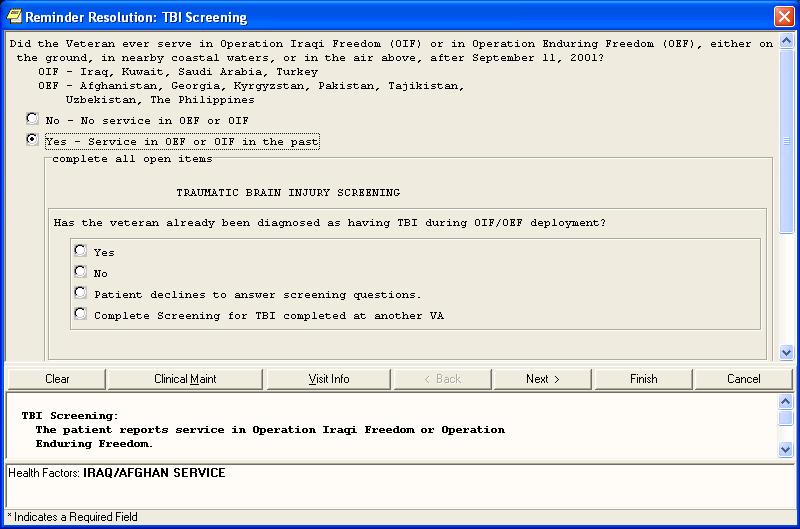 Reminder Resolution: TBI Screening
Did the Veteran ever serve in Operation Iraqi Freedom (OIF) or in Operation Enduring Freedom (OEF), either on
the ground, in nearby coastal waters, or in the air above, after September 11, 2001?
OIF - Iraq, Kuwait, Saudi Arabia, Turkey
OEF - Afghanistan, Georgia, Kyrgyzstan, Pakistan, Tajikistan,
Uzbekistan, The Philippines
No - No service in OEF or OIF
Yes - Service in OEF or OIF in the past
complete all open items
TRAUMATIC BRAIN INJURY SCREENING
Has the veteran already been diagnosed as having TBI during OIF/OEF deployment?
Yes
No
Patient declines to answer screening questions.
Complete Screening for TBI completed at another VA
Clear Clinical Maint Visit Info < Back Next > Finish Cancel
TBI Screening:
The patient reports service in Operation Iraqi Freedom or Operation
Enduring Freedom.
Health Factors: IRAQ/AFGHAN SERVICE
* Indicates a Required Field